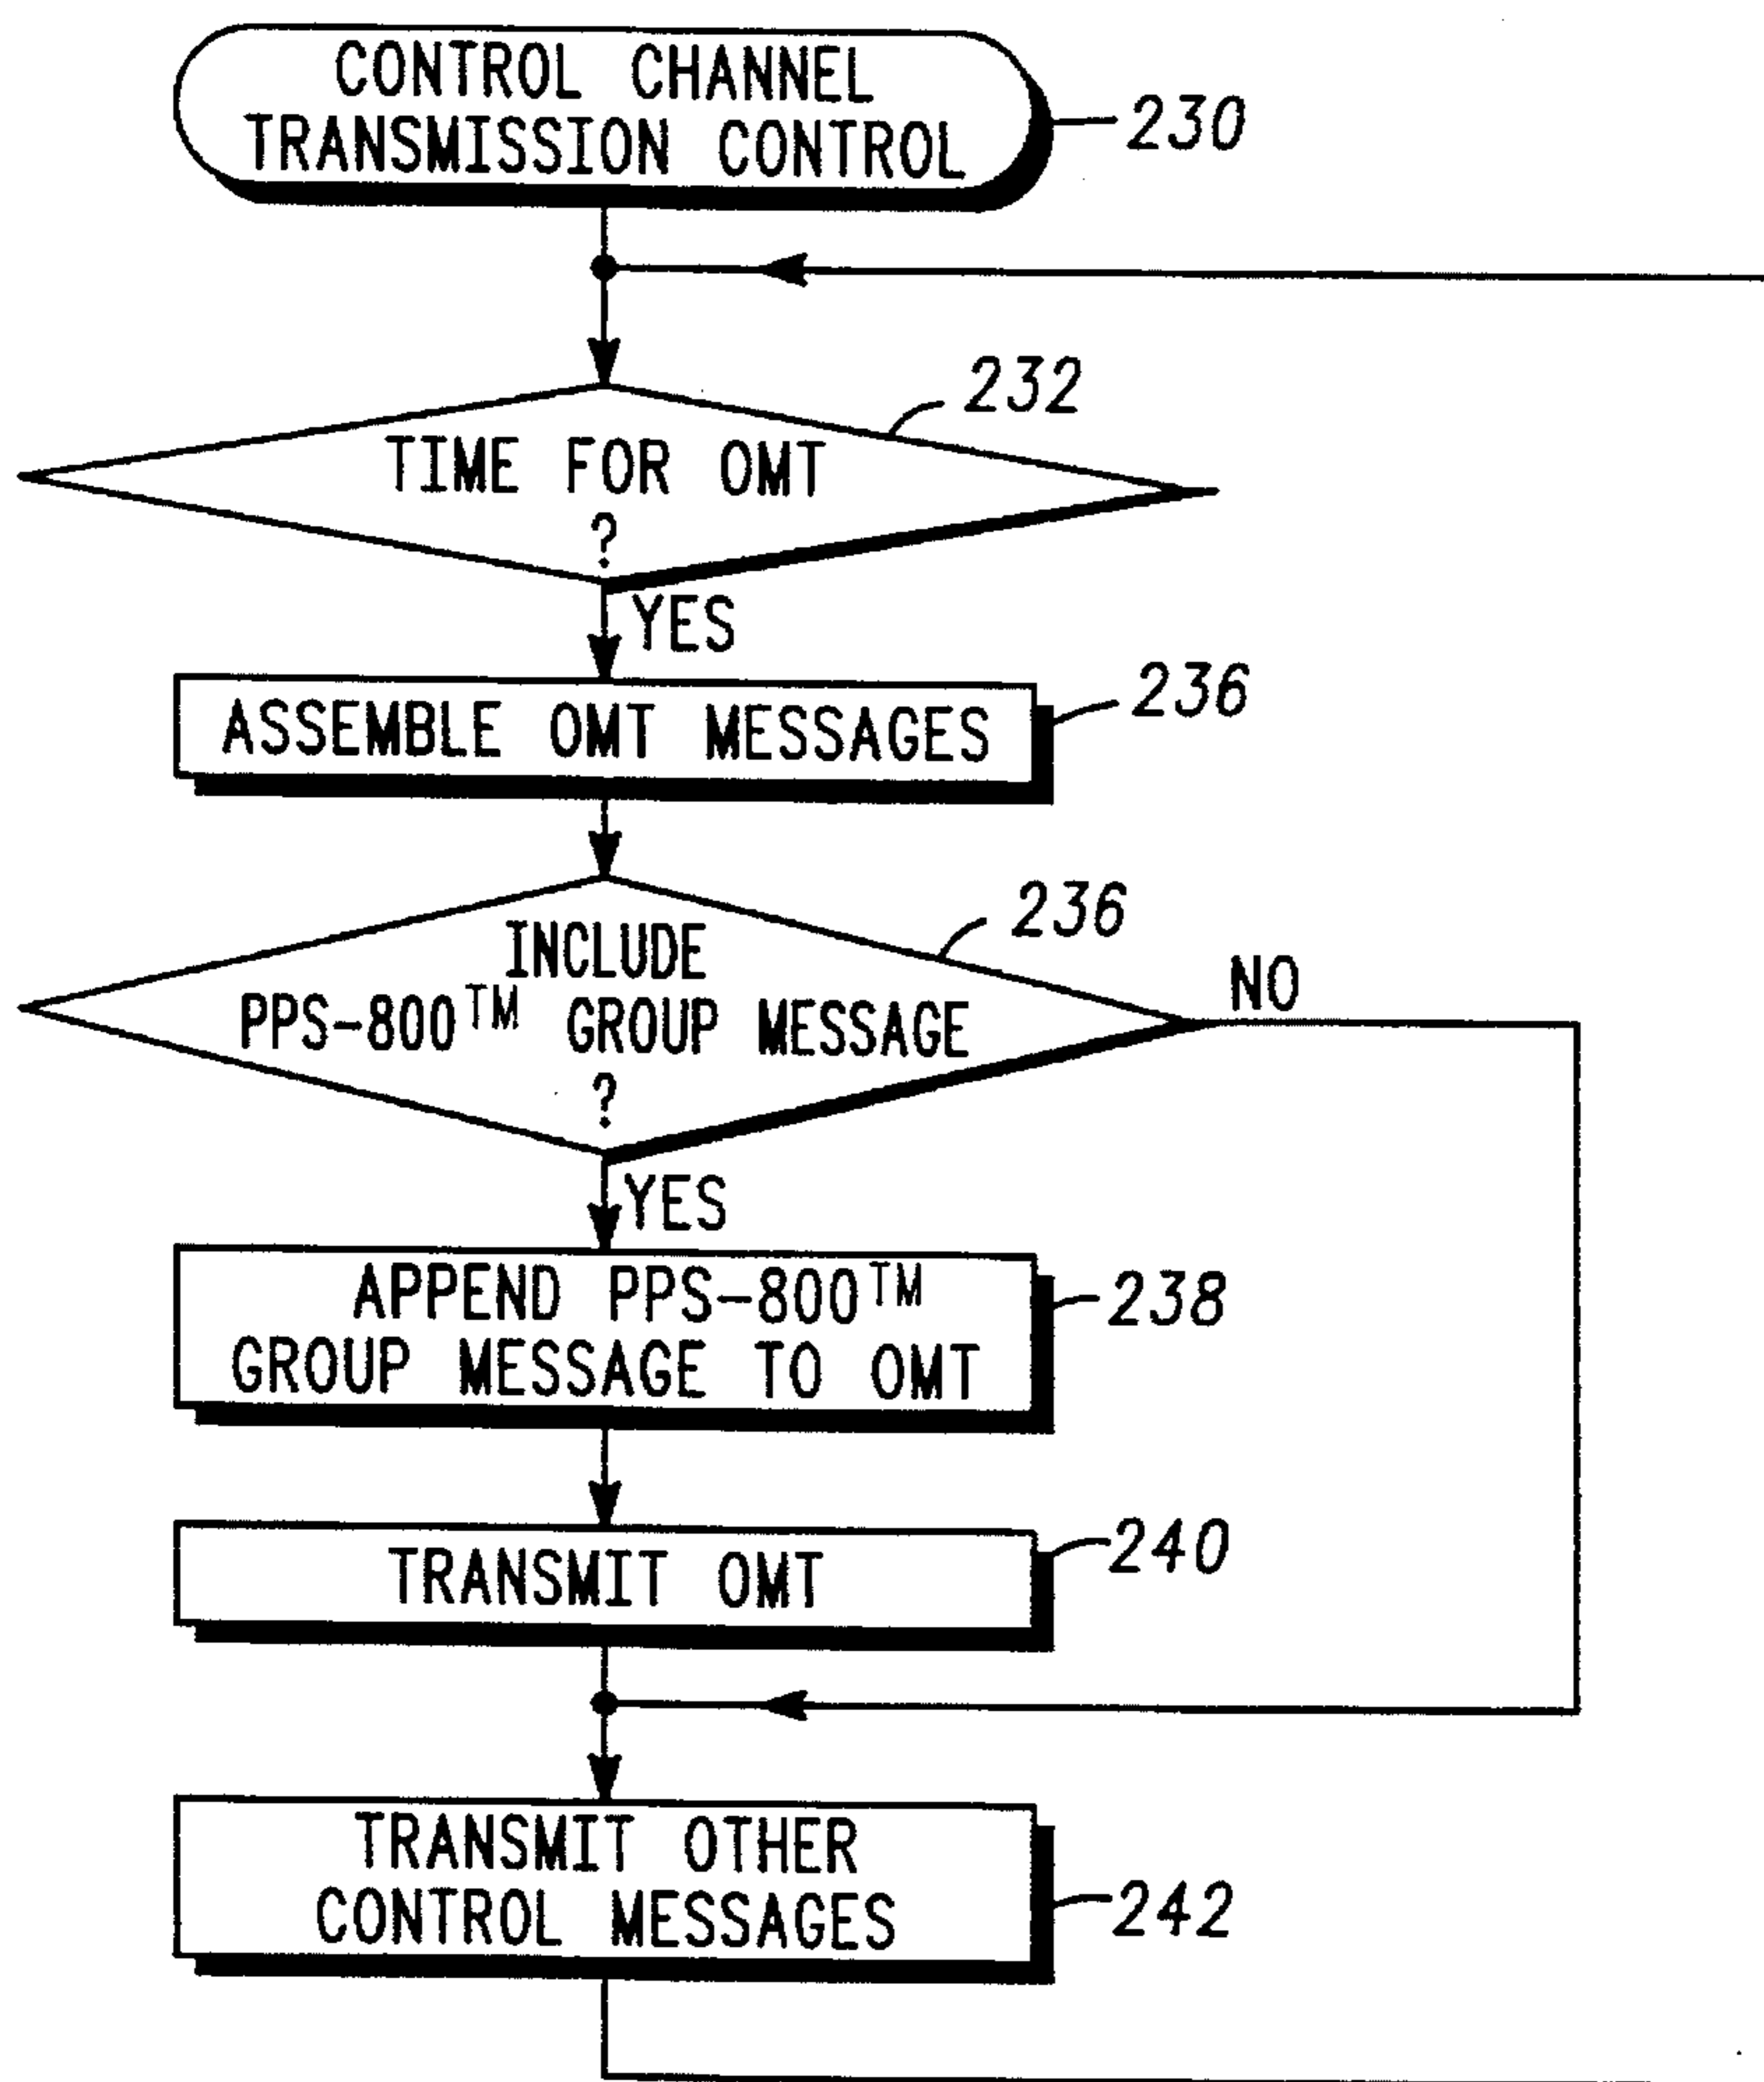 CONTROL CHANNEL
TRANSMISSION CONTROL
230
232
TIME FOR OMT
?
YES
236
ASSEMBLE OMT MESSAGES
236
INCLUDE
PPS-800™ GROUP MESSAGE
?
NO
YES
APPEND PPS-800™
GROUP MESSAGE TO OMT
238
TRANSMIT OMT
240
TRANSMIT OTHER
CONTROL MESSAGES
242